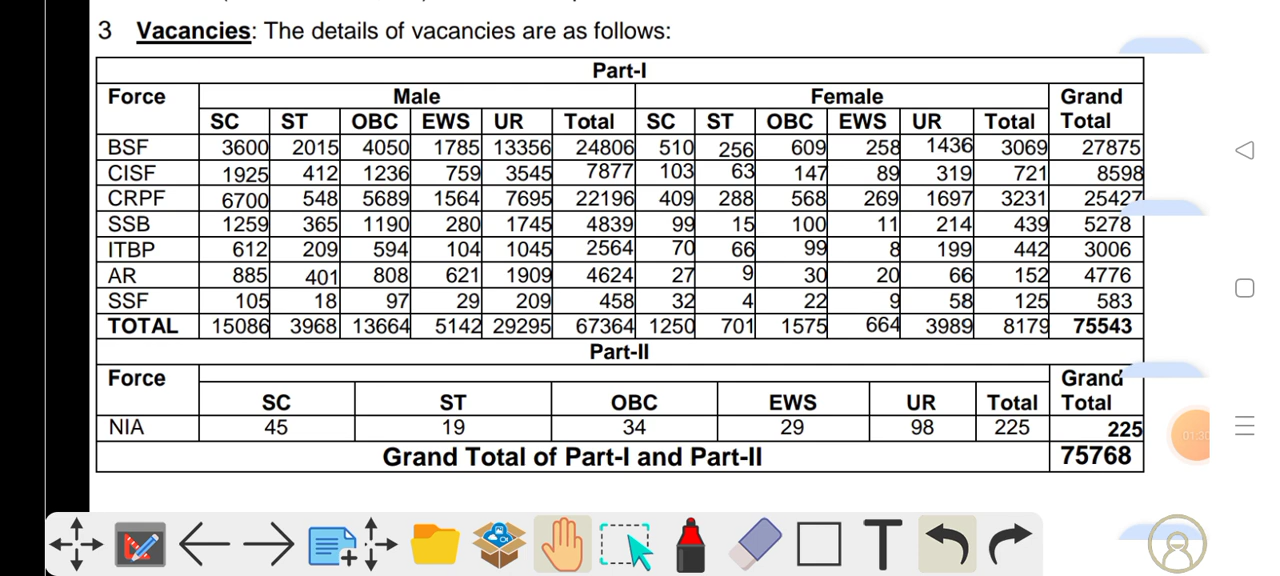 3 Vacancies: The details of vacancies are as follows:
Part-I
Force Male Female Grand Total
SC ST OBC EWS UR Total SC ST OBC EWS UR Total
BSF 3600 2015 4050 1785 13356 24806 510 256 609 258 1436 3069 27875
CISF 1925 412 1236 759 3545 7877 103 63 147 89 319 721 8598
CRPF 6700 548 5689 1564 7695 22196 409 288 568 269 1697 3231 25427
SSB 1259 365 1190 280 1745 4839 99 15 100 11 214 439 5278
ITBP 612 209 594 104 1045 2564 70 66 99 8 199 442 3006
AR 885 401 808 621 1909 4624 27 9 30 20 66 152 4776
SSF 105 18 97 29 209 458 32 4 22 9 58 125 583
TOTAL 15086 3968 13664 5142 29295 67364 1250 701 1575 664 3989 8179 75543
Part-II
Force Grand Total
SC ST OBC EWS UR Total
NIA 45 19 34 29 98 225 225
Grand Total of Part-I and Part-II 75768
T